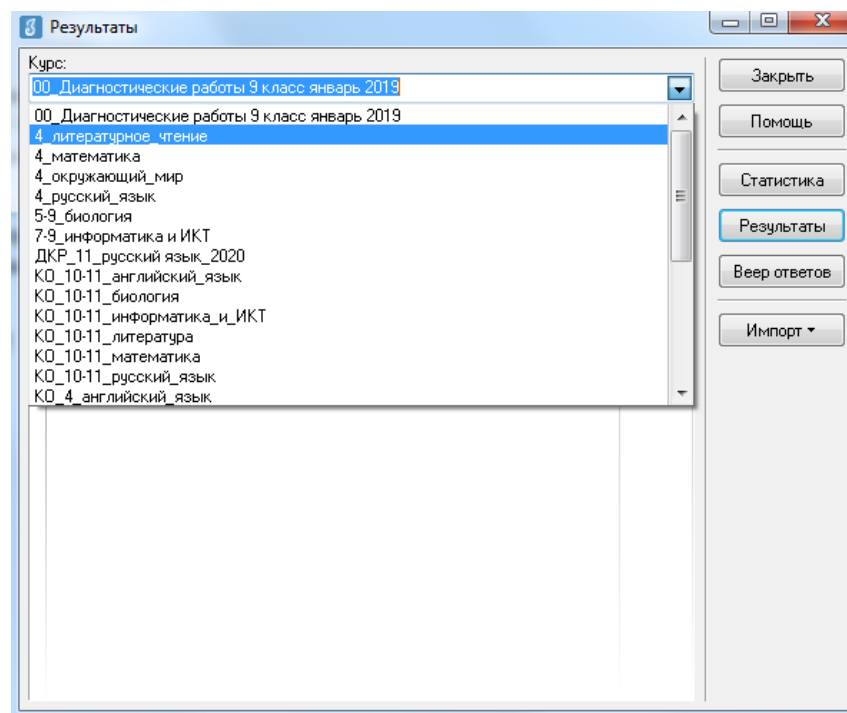 Результаты
Курс:
00_Диагностические работы 9 класс январь 2019
00_Диагностические работы 9 класс январь 2019
4_литературное_чтение
4_математика
4_окружающий_мир
4_русский_язык
5-9_биология
7-9_информатика и ИКТ
ДКР_11_русский язык_2020
КО_10-11_английский_язык
КО_10-11_биология
КО_10-11_информатика_и_ИКТ
КО_10-11_литература
КО_10-11_математика
КО_10-11_русский_язык
КО_4_английский_язык
Закрыть
Помощь
Статистика
Результаты
Веер ответов
Импорт